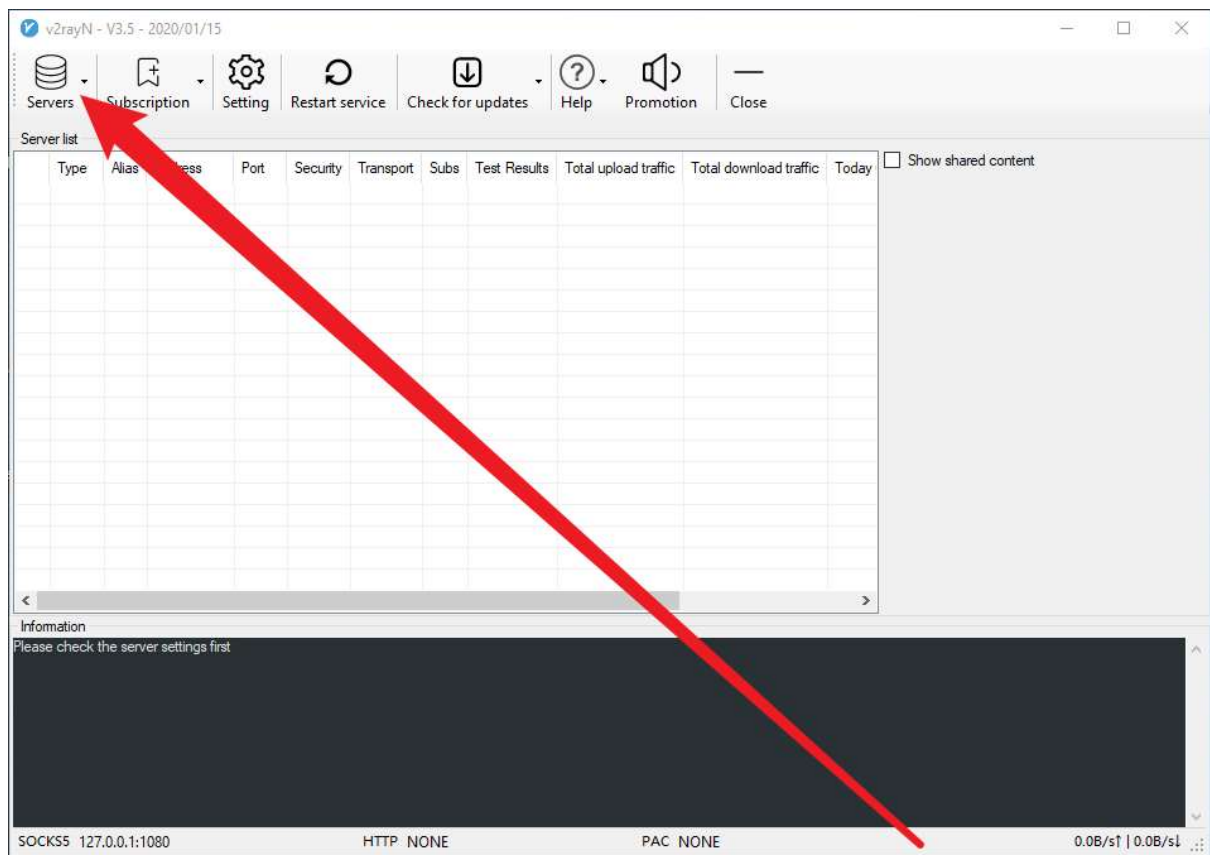 v2rayN - V3.5 - 2020/01/15
Servers Subscription Setting Restart service Check for updates Help Promotion Close
Server list
Type Alias Port Security Transport Subs Test Results Total upload traffic Total download traffic Today
Show shared content
Information
Please check the server settings first
SOCKS5 127.0.0.1:1080 HTTP NONE PAC NONE 0.0B/s↑ | 0.0B/s↓